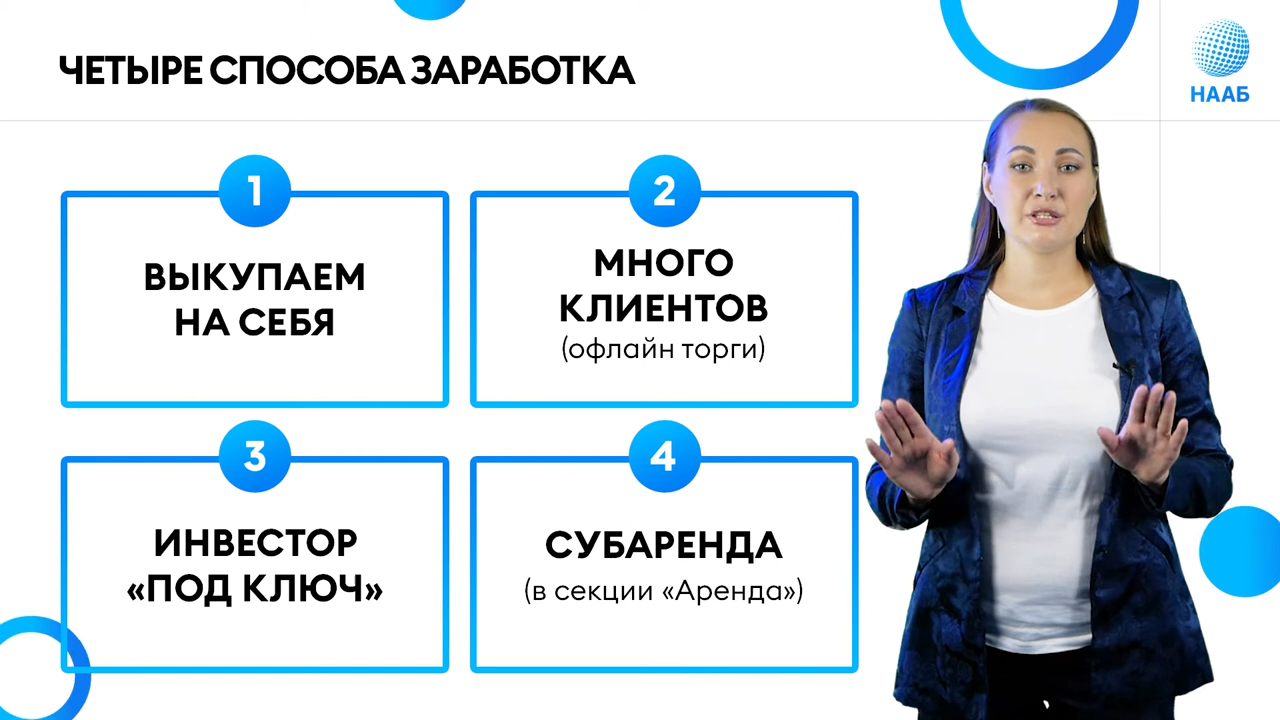 ЧЕТЫРЕ СПОСОБА ЗАРАБОТКА
НААБ
1
ВЫКУПАЕМ
НА СЕБЯ
2
МНОГО
КЛИЕНТОВ
(офлайн торги)
3
ИНВЕСТОР
«ПОД КЛЮЧ»
4
СУБАРЕНДА
(в секции «Аренда»)